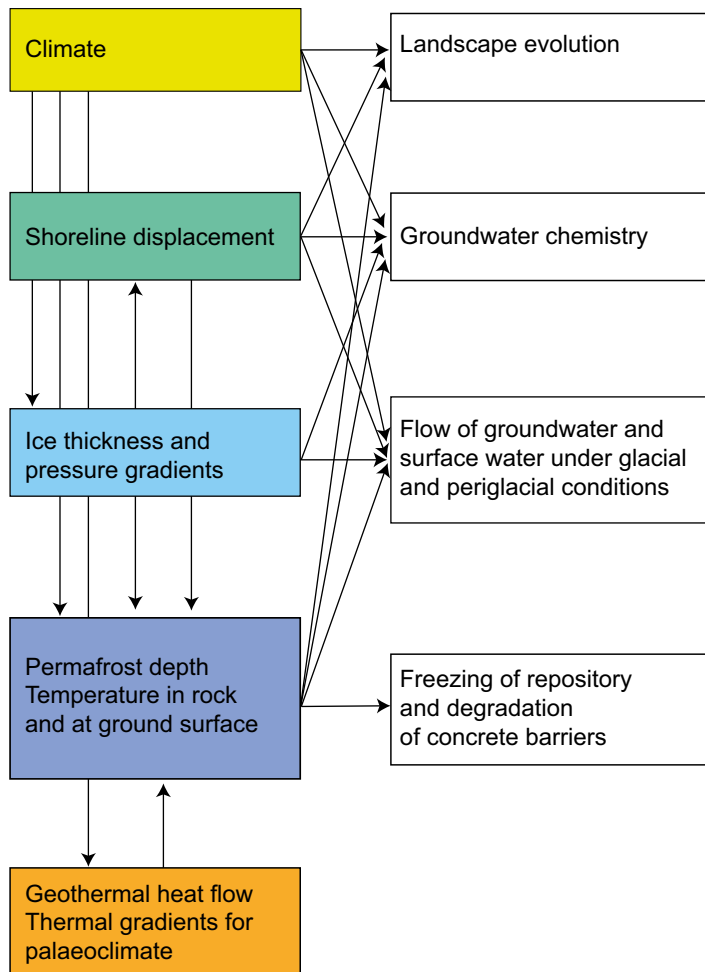 Climate
Landscape evolution
Shoreline displacement
Groundwater chemistry
Ice thickness and
pressure gradients
Flow of groundwater and
surface water under glacial
and periglacial conditions
Permafrost depth
Temperature in rock
and at ground surface
Freezing of repository
and degradation
of concrete barriers
Geothermal heat flow
Thermal gradients for
palaeoclimate